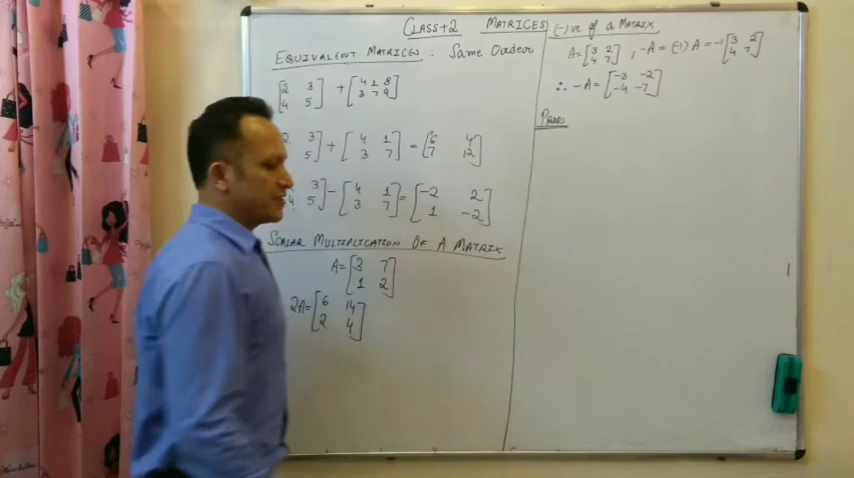 CLASS+2 MATRICES
EQUIVALENT MATRICES : Same Order
[2 3
4 5] + [4 1 8
3 7 9]
2 3
5] + [4 1
3 7] = [6 4
7 12]
3
4 5] - [4 1
3 7] = [-2 2
1 -2]
SCALAR MULTIPLICATION OF A MATRIX
A = [3 7
1 2]
2A = [6 14
2 4]
(-)ve of a MATRIX
A = [3 2
4 7] , -A = (-1) A = -1 [3 2
4 7]
∴ -A = [-3 -2
-4 -7]